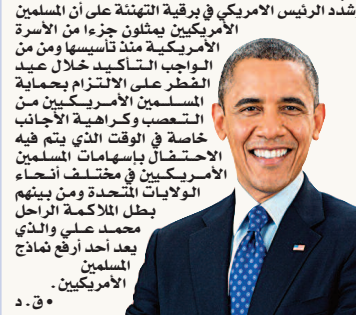 شدد الرئيس الامريكي في برقية التهنئة على أن المسلمين
الأمريكيين يمثلون جزءا من الأسرة
الأمريكية منذ تأسيسها ومن من
الواجب التأكيد خلال عيد
الفطر على الالتزام بحماية
المسلمين الأمريكيين من
التعصب وكراهية الأجانب
خاصة في الوقت الذي يتم فيه
الاحتفال بإسهامات المسلمين
الأمريكيين في مختلف أنحاء
الولايات المتحدة ومن بينهم
بطل الملاكمة الراحل
محمد علي والذي
يعد أحد أرفع نماذج
المسلمين
الأمريكيين.
• ق. د